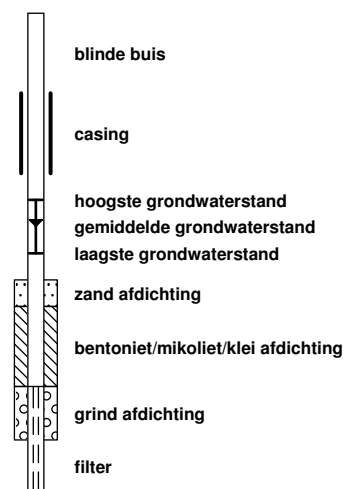 blinde buis
casing
hoogste grondwaterstand
gemiddelde grondwaterstand
laagste grondwaterstand
zand afdichting
bentoniet/mikoliet/klei afdichting
grind afdichting
filter